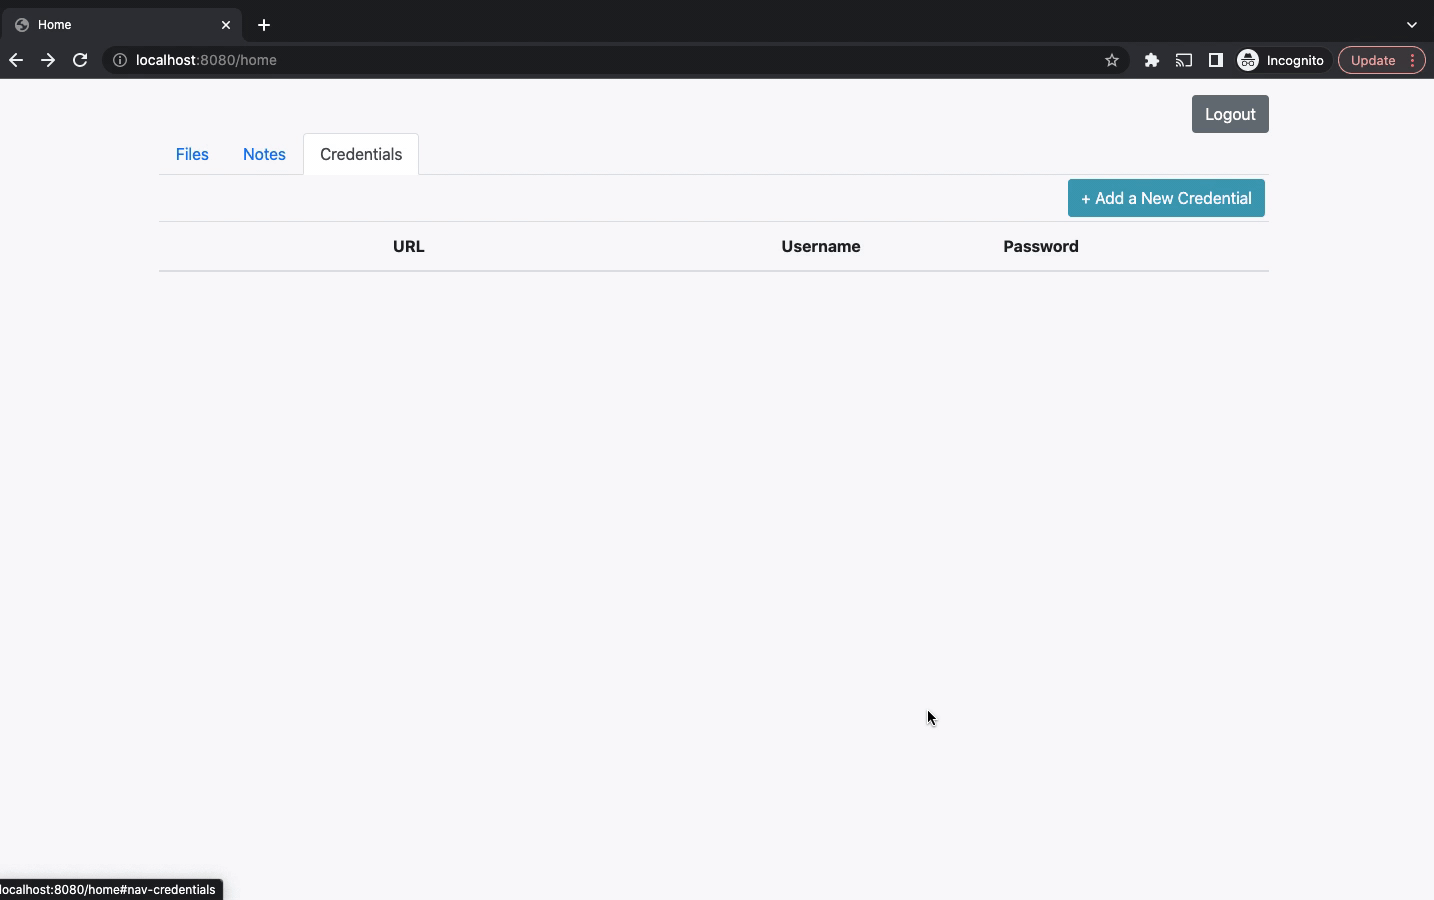 Home
localhost:8080/home
Incognito
Update
Logout
Files Notes Credentials
+ Add a New Credential
URL Username Password
localhost:8080/home#nav-credentials